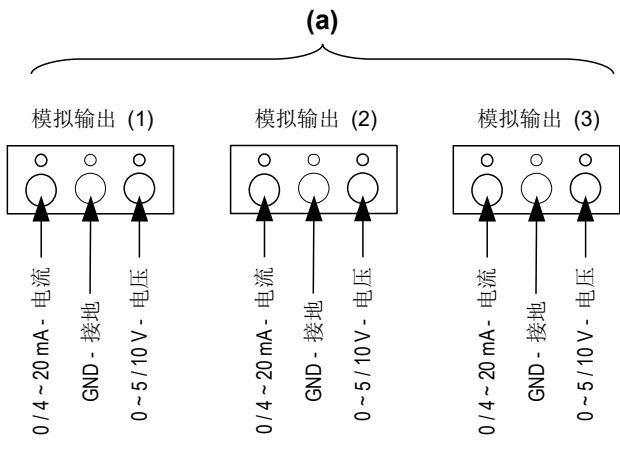 (a)
模拟输出 (1)
模拟输出 (2)
模拟输出 (3)
0 / 4 ~ 20 mA - 电流
GND - 接地
0 ~ 5 / 10 V - 电压
0 / 4 ~ 20 mA - 电流
GND - 接地
0 ~ 5 / 10 V - 电压
0 / 4 ~ 20 mA - 电流
GND - 接地
0 ~ 5 / 10 V - 电压